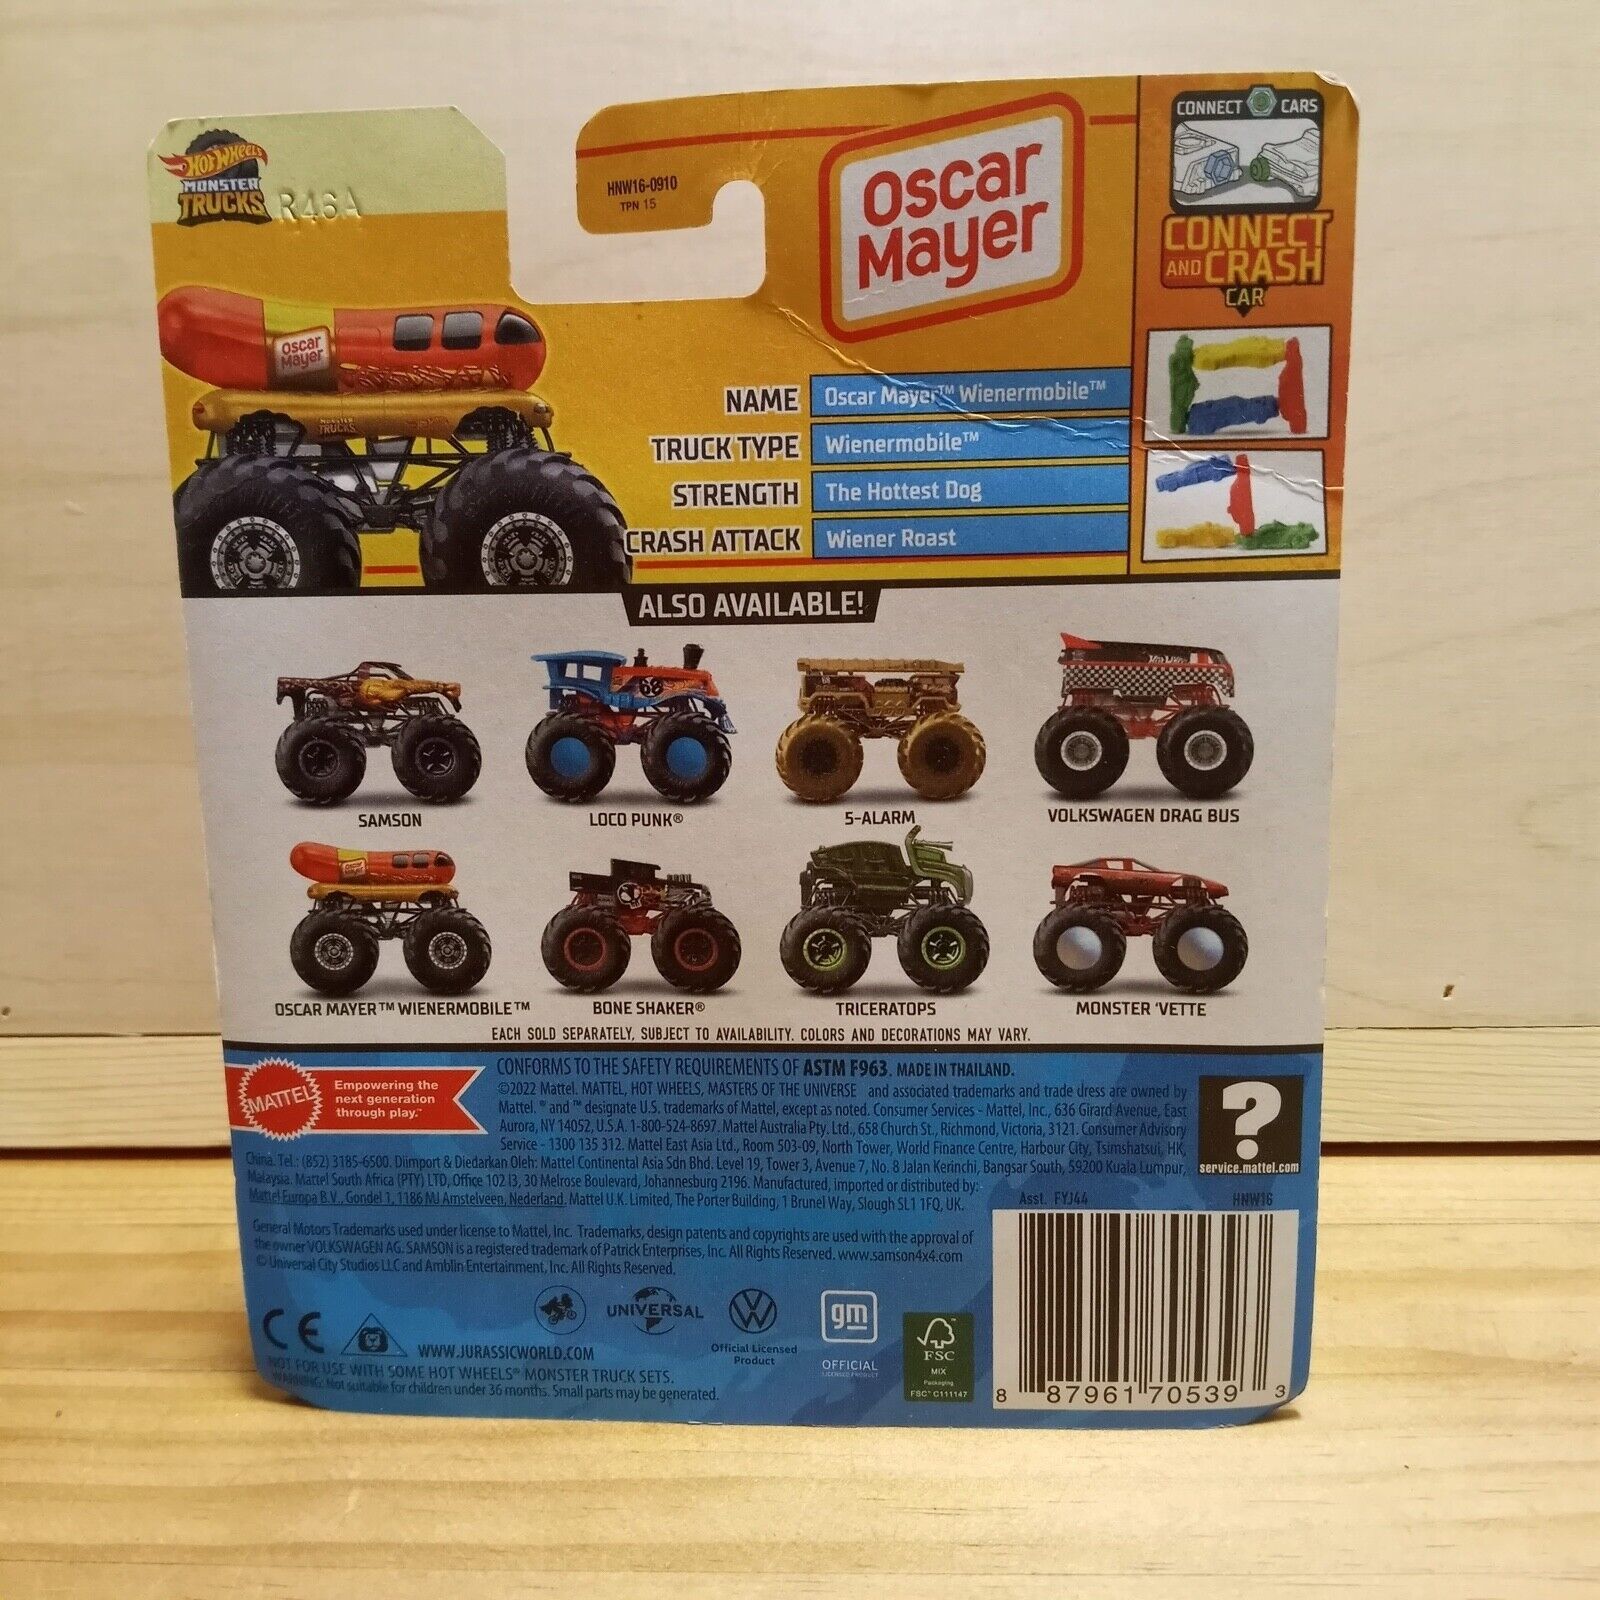 HOT WHEELS
MONSTER
TRUCKS
R46A
HNW16-0910
TPN 15
Oscar
Mayer
CONNECT CARS
CONNECT
AND CRASH
CAR
Oscar
Mayer
MONSTER
TRUCKS
NAME Oscar Mayer™ Wienermobile™
TRUCK TYPE Wienermobile™
STRENGTH The Hottest Dog
CRASH ATTACK Wiener Roast
ALSO AVAILABLE!
68
SAMSON LOCO PUNK® 5-ALARM VOLKSWAGEN DRAG BUS
OSCAR MAYER™ WIENERMOBILE™ BONE SHAKER® TRICERATOPS MONSTER ‘VETTE
EACH SOLD SEPARATELY, SUBJECT TO AVAILABILITY. COLORS AND DECORATIONS MAY VARY.
MATTEL
Empowering the
next generation
through play.™
CONFORMS TO THE SAFETY REQUIREMENTS OF ASTM F963. MADE IN THAILAND.
©2022 Mattel. MATTEL, HOT WHEELS, MASTERS OF THE UNIVERSE and associated trademarks and trade dress are owned by
Mattel. ® and ™ designate U.S. trademarks of Mattel, except as noted. Consumer Services - Mattel, Inc., 636 Girard Avenue, East
Aurora, NY 14052, U.S.A. 1-800-524-8697. Mattel Australia Pty. Ltd., 658 Church St., Richmond, Victoria, 3121. Consumer Advisory
Service - 1300 135 312. Mattel East Asia Ltd., Room 503-09, North Tower, World Finance Centre, Harbour City, Tsimshatsui, HK,
China. Tel.: (852) 3185-6500. Diimport & Diedarkan Oleh: Mattel Continental Asia Sdn Bhd. Level 19, Tower 3, Avenue 7, No. 8 Jalan Kerinchi, Bangsar South, 59200 Kuala Lumpur,
Malaysia. Mattel South Africa (PTY) LTD, Office 102 I3, 30 Melrose Boulevard, Johannesburg 2196. Manufactured, imported or distributed by:
Mattel Europa B.V., Gondel 1, 1186 MJ Amstelveen, Nederland. Mattel U.K. Limited, The Porter Building, 1 Brunel Way, Slough SL1 1FQ, UK.
General Motors Trademarks used under license to Mattel, Inc. Trademarks, design patents and copyrights are used with the approval of
the owner VOLKSWAGEN AG. SAMSON is a registered trademark of Patrick Enterprises, Inc. All Rights Reserved. www.samson4x4.com
© Universal City Studios LLC and Amblin Entertainment, Inc. All Rights Reserved.
?
service.mattel.com
Asst. FYJ44 HNW16
CE
WWW.JURASSICWORLD.COM
UNIVERSAL
VW
Official Licensed
Product
gm
OFFICIAL
LICENSED PRODUCT
FSC
MIX
Packaging
FSC® C111147
NOT FOR USE WITH SOME HOT WHEELS® MONSTER TRUCK SETS.
WARNING: Not suitable for children under 36 months. Small parts may be generated.
8 87961 70539 3